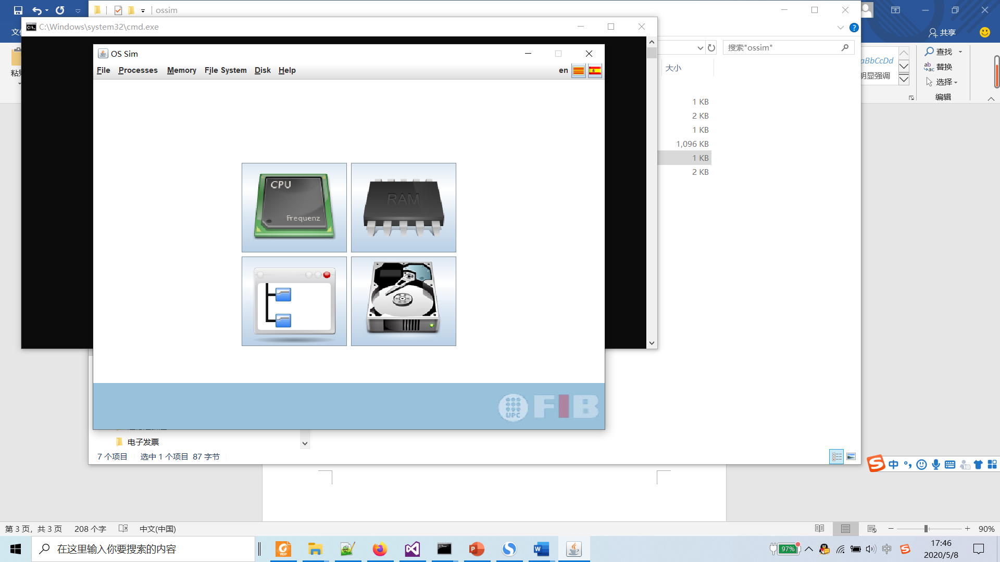 ossim
C:\Windows\system32\cmd.exe
共享
OS Sim
File Processes Memory File System Disk Help
en
搜索"ossim"
大小
查找
替换
选择
编辑
明显强调
1 KB
2 KB
1 KB
1,096 KB
1 KB
2 KB
CPU
Frequenz
RAM
UPC
FIB
电子发票
7 个项目 选中 1 个项目 87 字节
中
第 3 页，共 3 页 208 个字 中文(中国)
90%
在这里输入你要搜索的内容
97%
中
17:46
2020/5/8